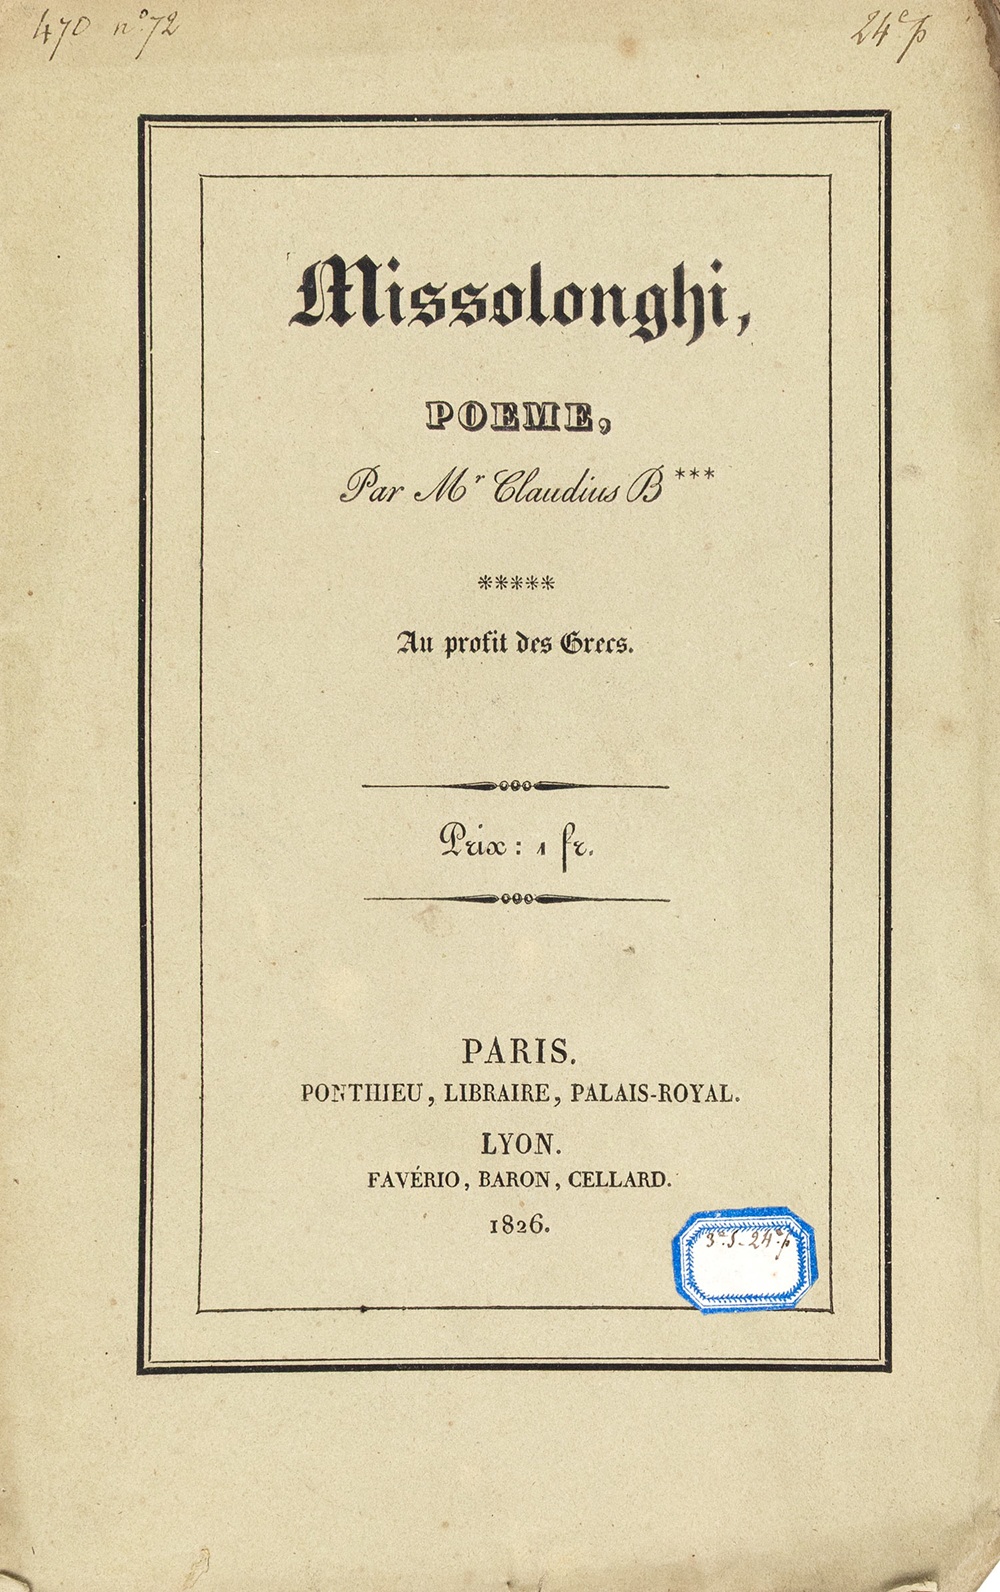 470 nº 72
24e p
Missolonghi,
POEME,
Par Mr Claudius B***
*****
Au profit des Grecs.
Prix : 1 fr.
PARIS.
PONTHIEU, LIBRAIRE, PALAIS-ROYAL.
LYON.
FAVÉRIO, BARON, CELLARD.
1826.